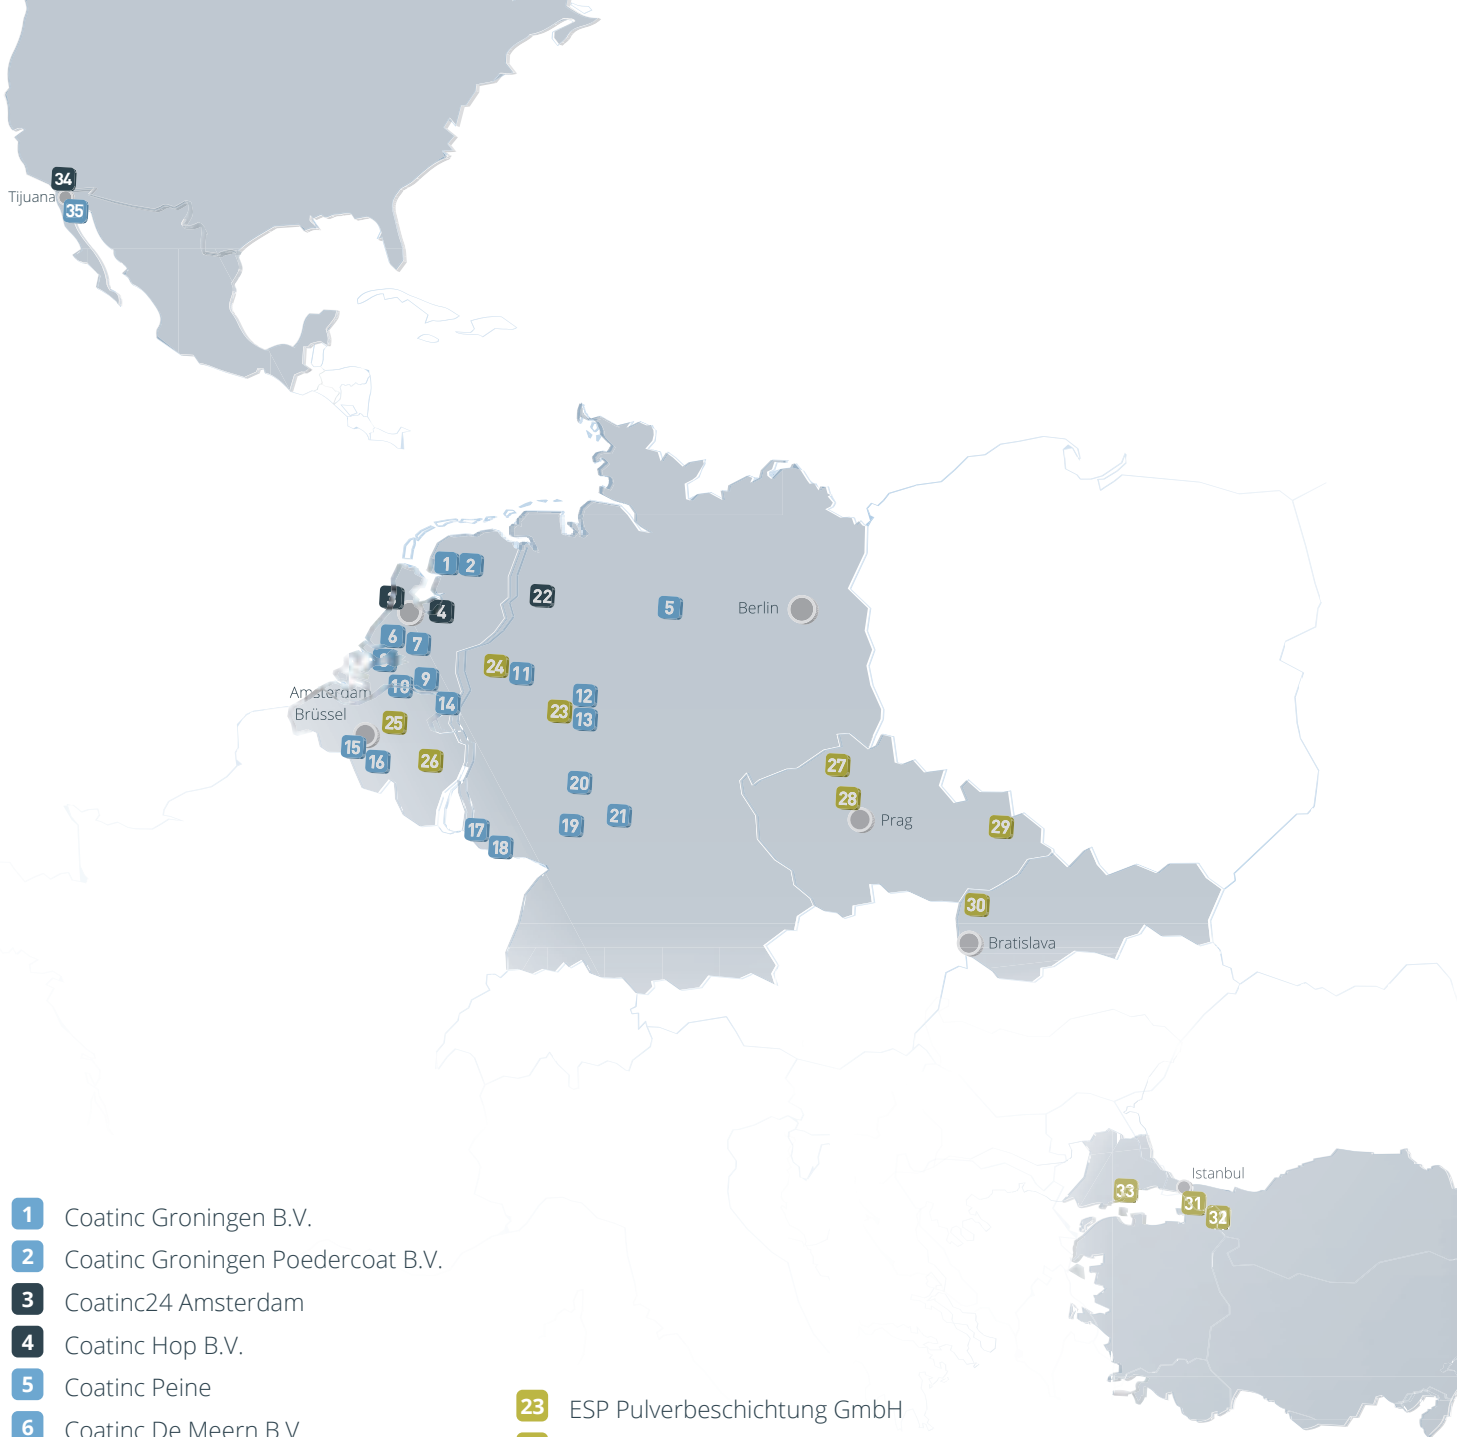 34
Tijuana
35
1 2
3
22
4
5
Berlin
6
7
24
11
9
10
12
Amsterdam
14
23
Brüssel
13
25
15
16
26
27
20
28
21
Prag
19
29
17
18
30
Bratislava
Istanbul
33
31
32
1 Coatinc Groningen B.V.
2 Coatinc Groningen Poedercoat B.V.
3 Coatinc24 Amsterdam
4 Coatinc Hop B.V.
5 Coatinc Peine
23 ESP Pulverbeschichtung GmbH
6 Coatinc De Meern B.V.